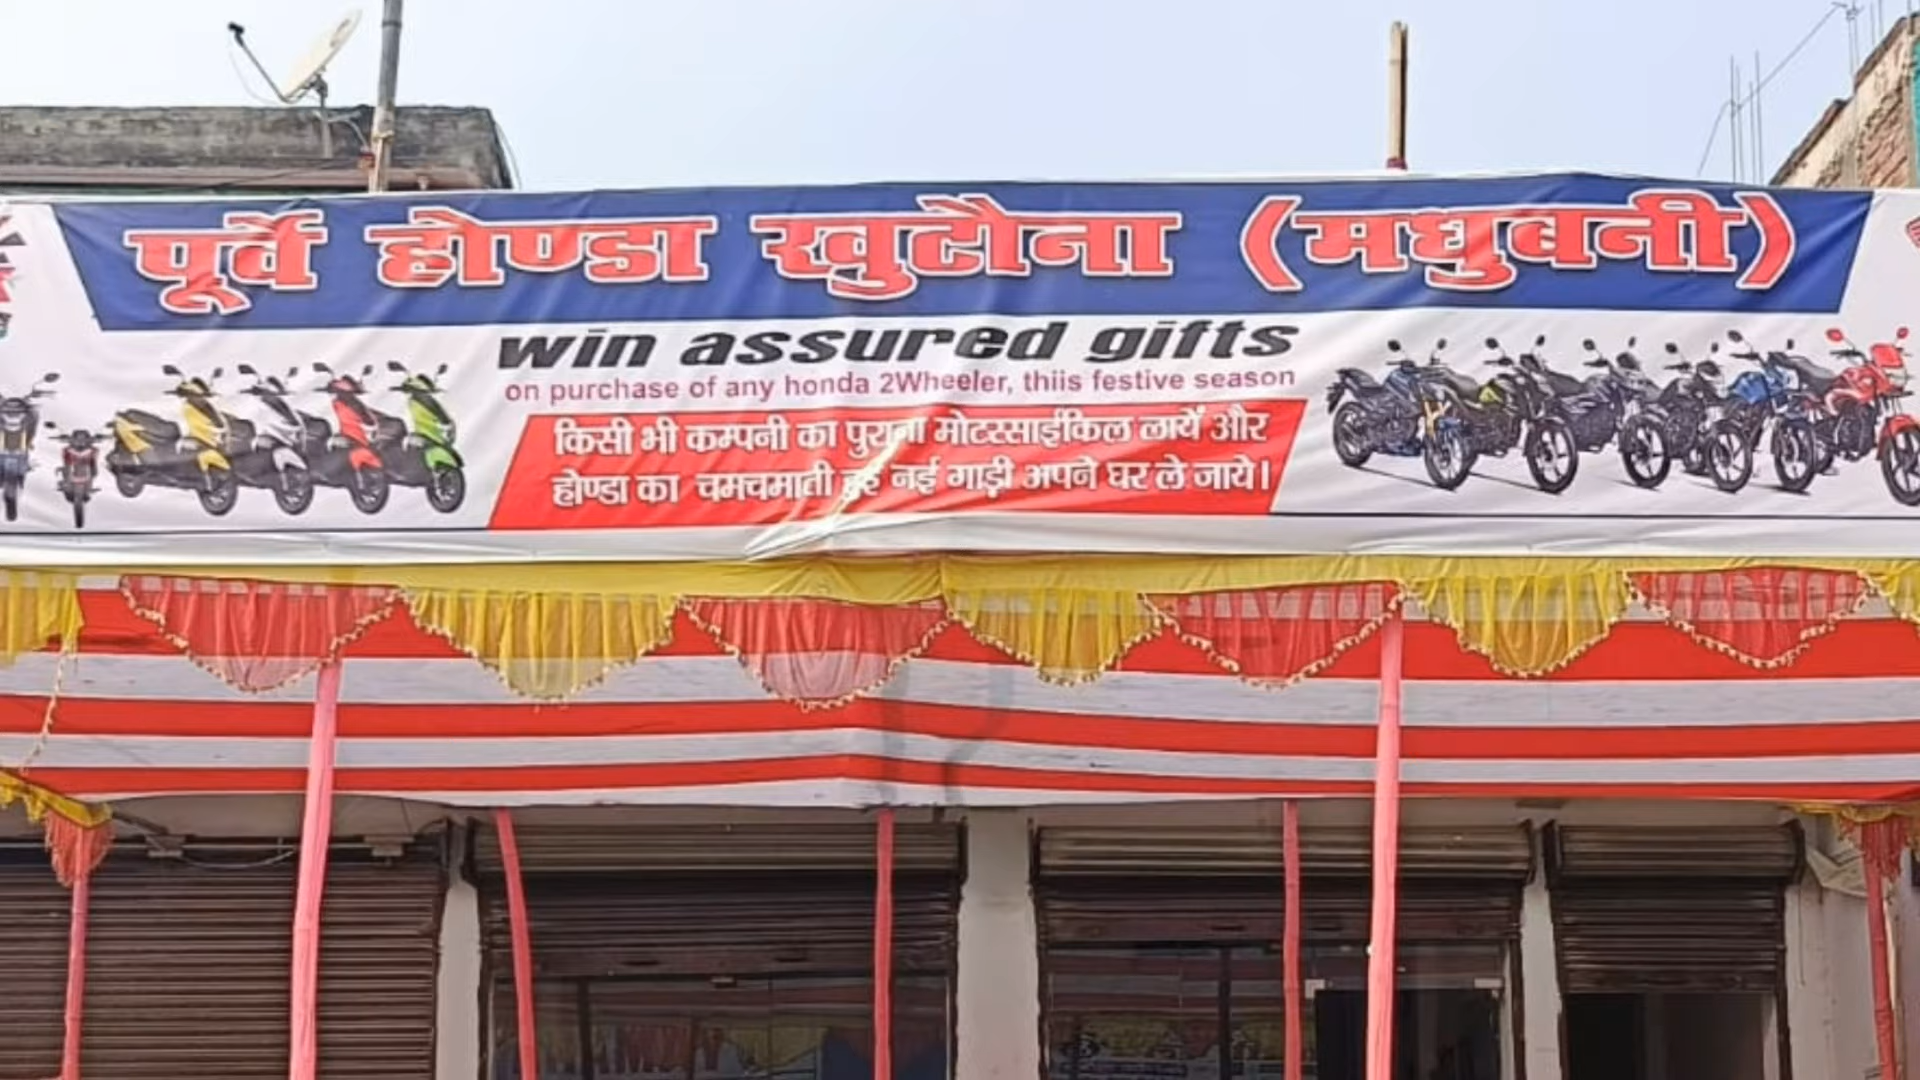 पूर्वे होण्डा खुटौना (मधुबनी)
win assured gifts
on purchase of any honda 2Wheeler, thiis festive season
किसी भी कम्पनी का पुराना मोटरसाईकिल लायें और
होण्डा का चमचमाती हुई नई गाड़ी अपने घर ले जाये।